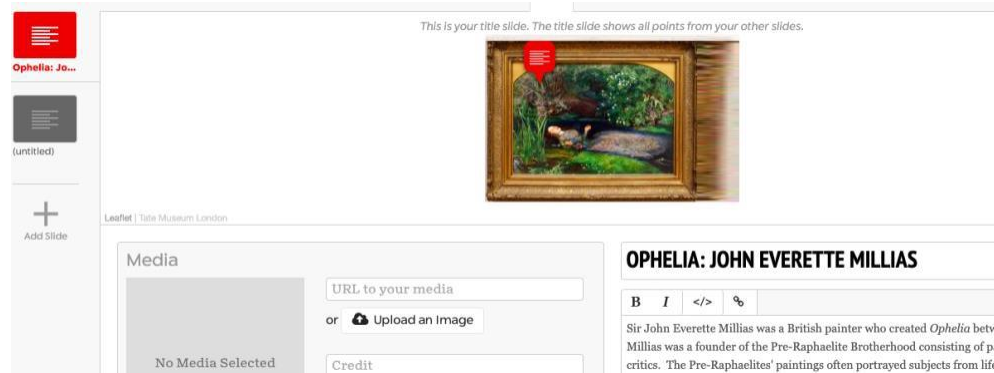 This is your title slide. The title slide shows all points from your other slides.
Ophelia: Jo...
(untitled)
Add Slide
Leaflet | Tate Museum London
Media
URL to your media
or Upload an Image
No Media Selected
Credit
OPHELIA: JOHN EVERETTE MILLIAS
B I </>
Sir John Everette Millias was a British painter who created Ophelia
Millias was a founder of the Pre-Raphaelite Brotherhood consisting of
critics. The Pre-Raphaelites' paintings often portrayed subjects from